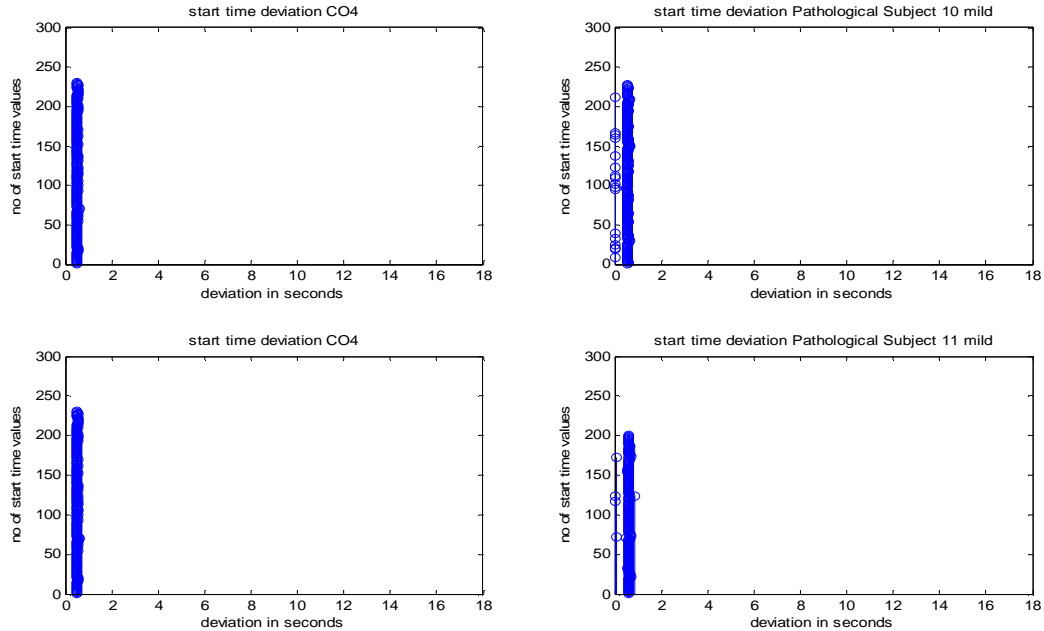 start time deviation CO4
300
250
200
150
100
50
0
no of start time values
0 2 4 6 8 10 12 14 16 18
deviation in seconds
start time deviation Pathological Subject 10 mild
300
250
200
150
100
50
0
no of start time values
0 2 4 6 8 10 12 14 16 18
deviation in seconds
start time deviation CO4
300
250
200
150
100
50
0
no of start time values
0 2 4 6 8 10 12 14 16 18
deviation in seconds
start time deviation Pathological Subject 11 mild
300
250
200
150
100
50
0
no of start time values
0 2 4 6 8 10 12 14 16 18
deviation in seconds